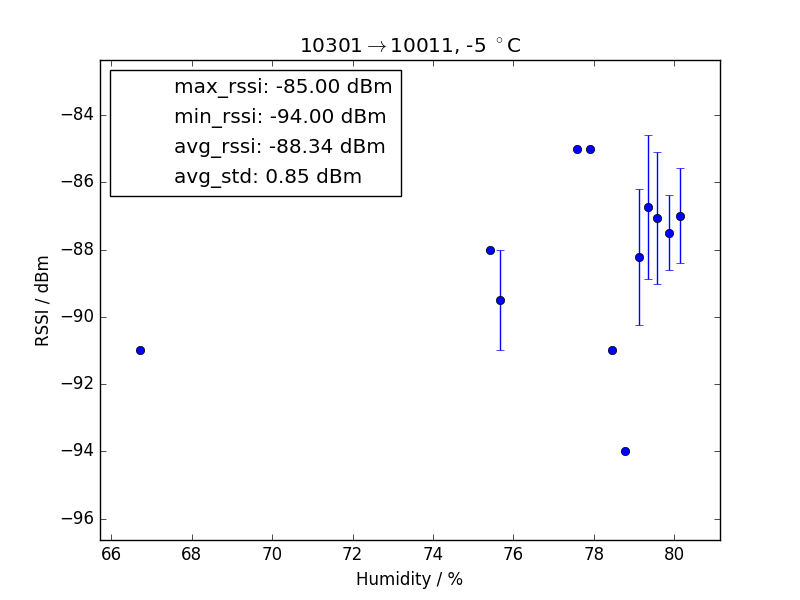 10301→10011, -5 °C
max_rssi: -85.00 dBm
min_rssi: -94.00 dBm
avg_rssi: -88.34 dBm
avg_std: 0.85 dBm
RSSI / dBm
−84
−86
−88
−90
−92
−94
−96
66 68 70 72 74 76 78 80
Humidity / %